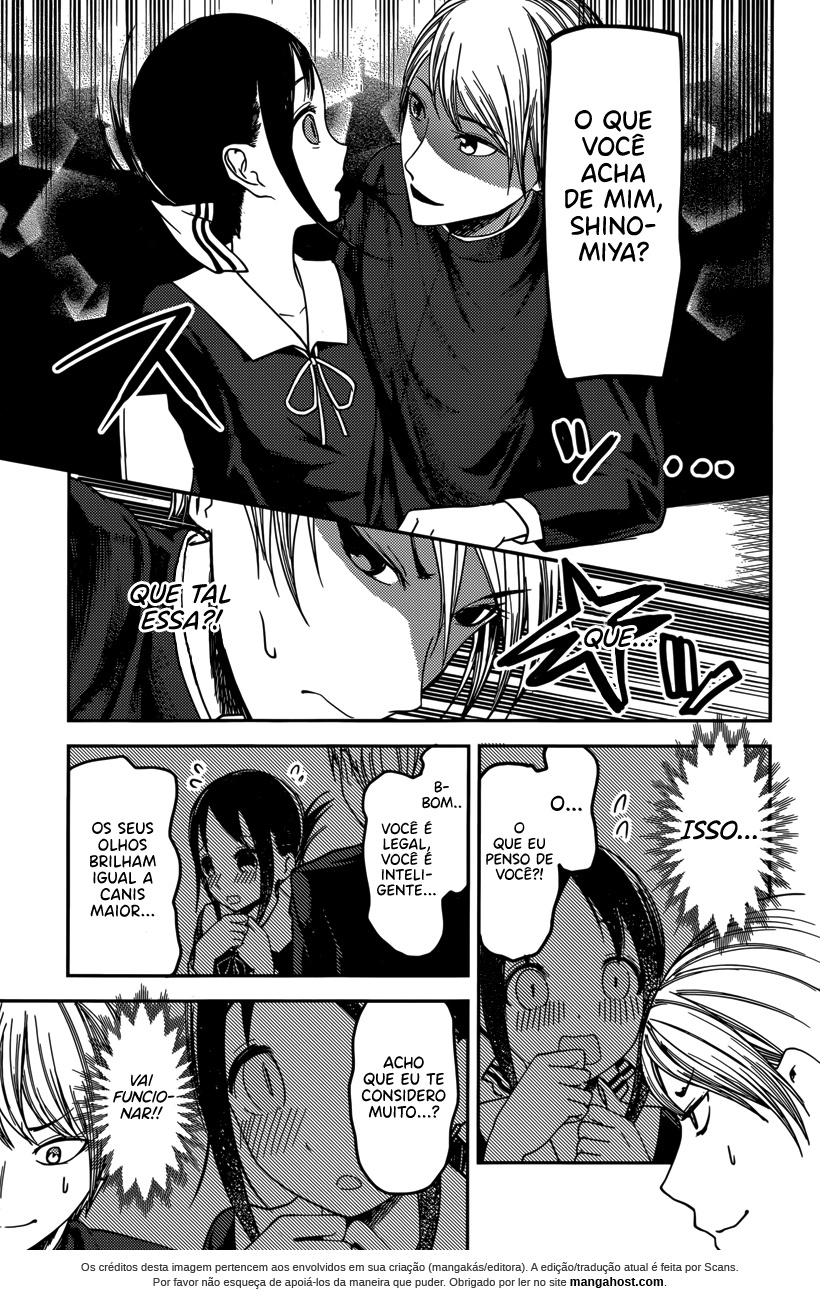 O QUE
VOCÊ
ACHA
DE MIM,
SHINO-
MIYA?
ス
ッ
QUE...
ッ
QUE TAL
ESSA?!
ISSO...
O...
O
QUE EU
PENSO DE
VOCÊ?!
B-
BOM..
VOCÊ É
LEGAL,
VOCÊ É
INTELI-
GENTE...
OS SEUS
OLHOS
BRILHAM
IGUAL A
CANIS
MAIOR...
ACHO
QUE EU TE
CONSIDERO
MUITO...?
VAI
FUNCIO-
NAR!!
Os créditos desta imagem pertencem aos envolvidos em sua criação (mangakás/editora). A edição/tradução atual é feita por Scans.
Por favor não esqueça de apoiá-los da maneira que puder. Obrigado por ler no site mangahost.com.